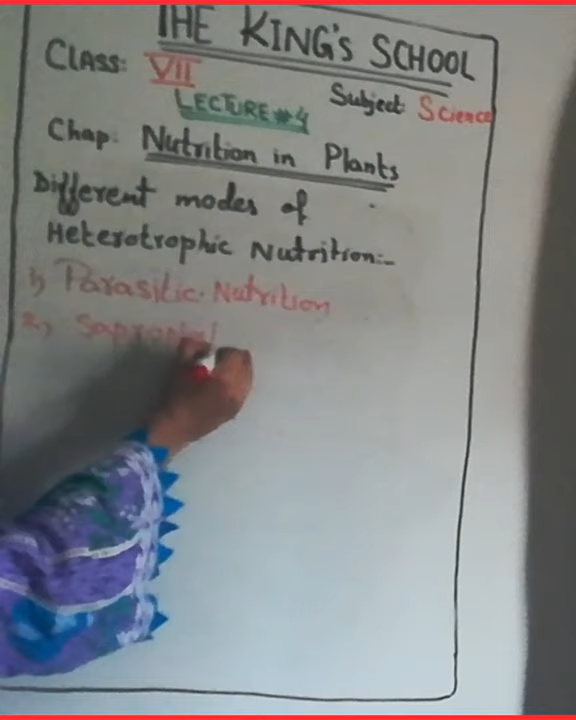 THE KING'S SCHOOL
CLASS: VII
Subject: Science
LECTURE #4
Chap: Nutrition in Plants
Different modes of
Heterotrophic Nutrition:-
1) Parasitic Nutrition
2)